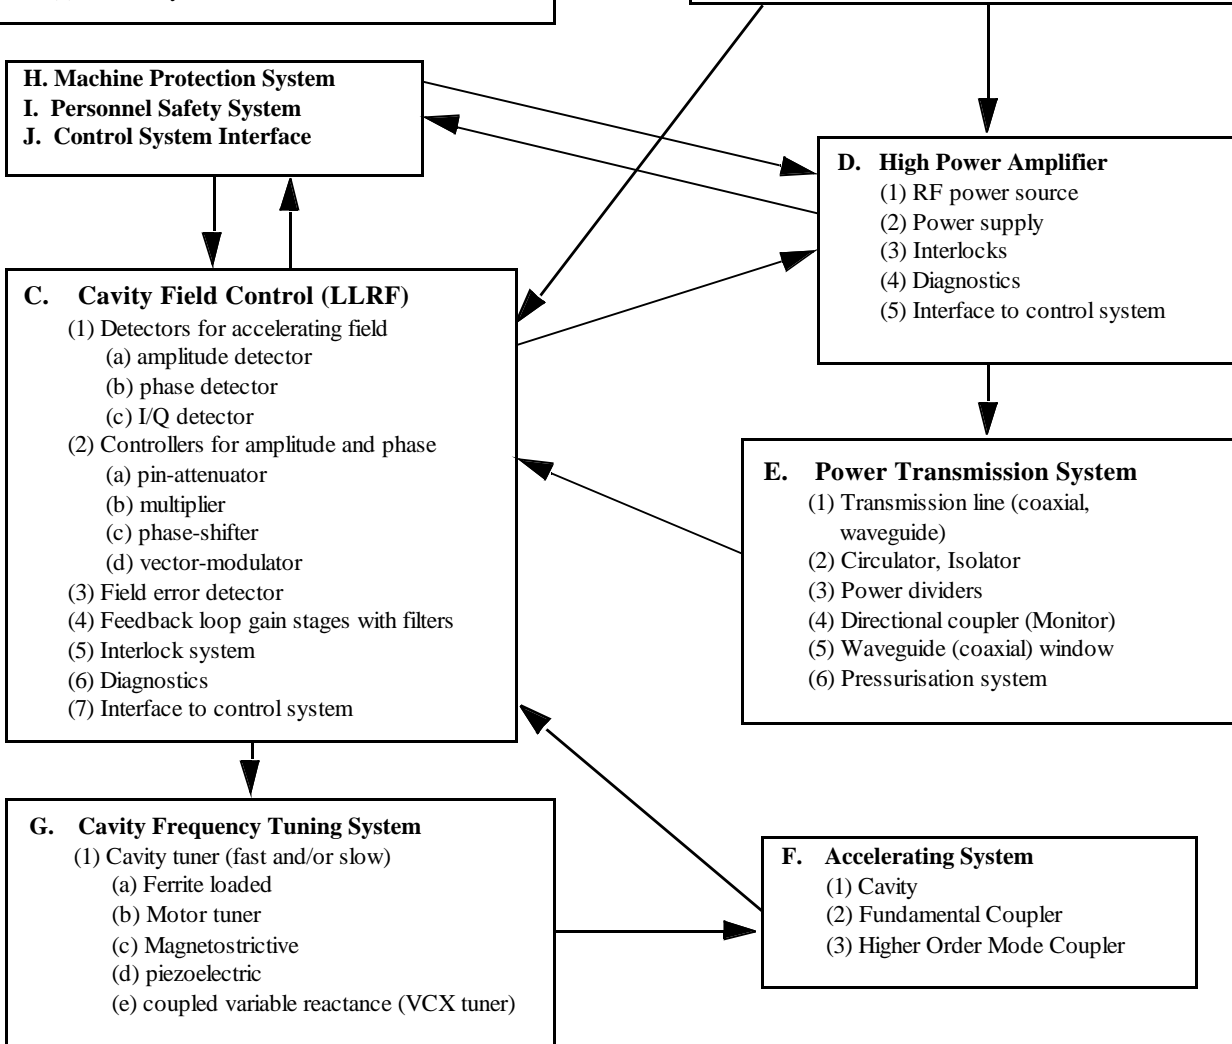 H. Machine Protection System
I. Personnel Safety System
J. Control System Interface
D. High Power Amplifier
(1) RF power source
(2) Power supply
(3) Interlocks
(4) Diagnostics
(5) Interface to control system
C. Cavity Field Control (LLRF)
(1) Detectors for accelerating field
(a) amplitude detector
(b) phase detector
(c) I/Q detector
(2) Controllers for amplitude and phase
(a) pin-attenuator
(b) multiplier
(c) phase-shifter
(d) vector-modulator
(3) Field error detector
(4) Feedback loop gain stages with filters
(5) Interlock system
(6) Diagnostics
(7) Interface to control system
E. Power Transmission System
(1) Transmission line (coaxial,
waveguide)
(2) Circulator, Isolator
(3) Power dividers
(4) Directional coupler (Monitor)
(5) Waveguide (coaxial) window
(6) Pressurisation system
G. Cavity Frequency Tuning System
(1) Cavity tuner (fast and/or slow)
(a) Ferrite loaded
(b) Motor tuner
(c) Magnetostrictive
(d) piezoelectric
(e) coupled variable reactance (VCX tuner)
F. Accelerating System
(1) Cavity
(2) Fundamental Coupler
(3) Higher Order Mode Coupler